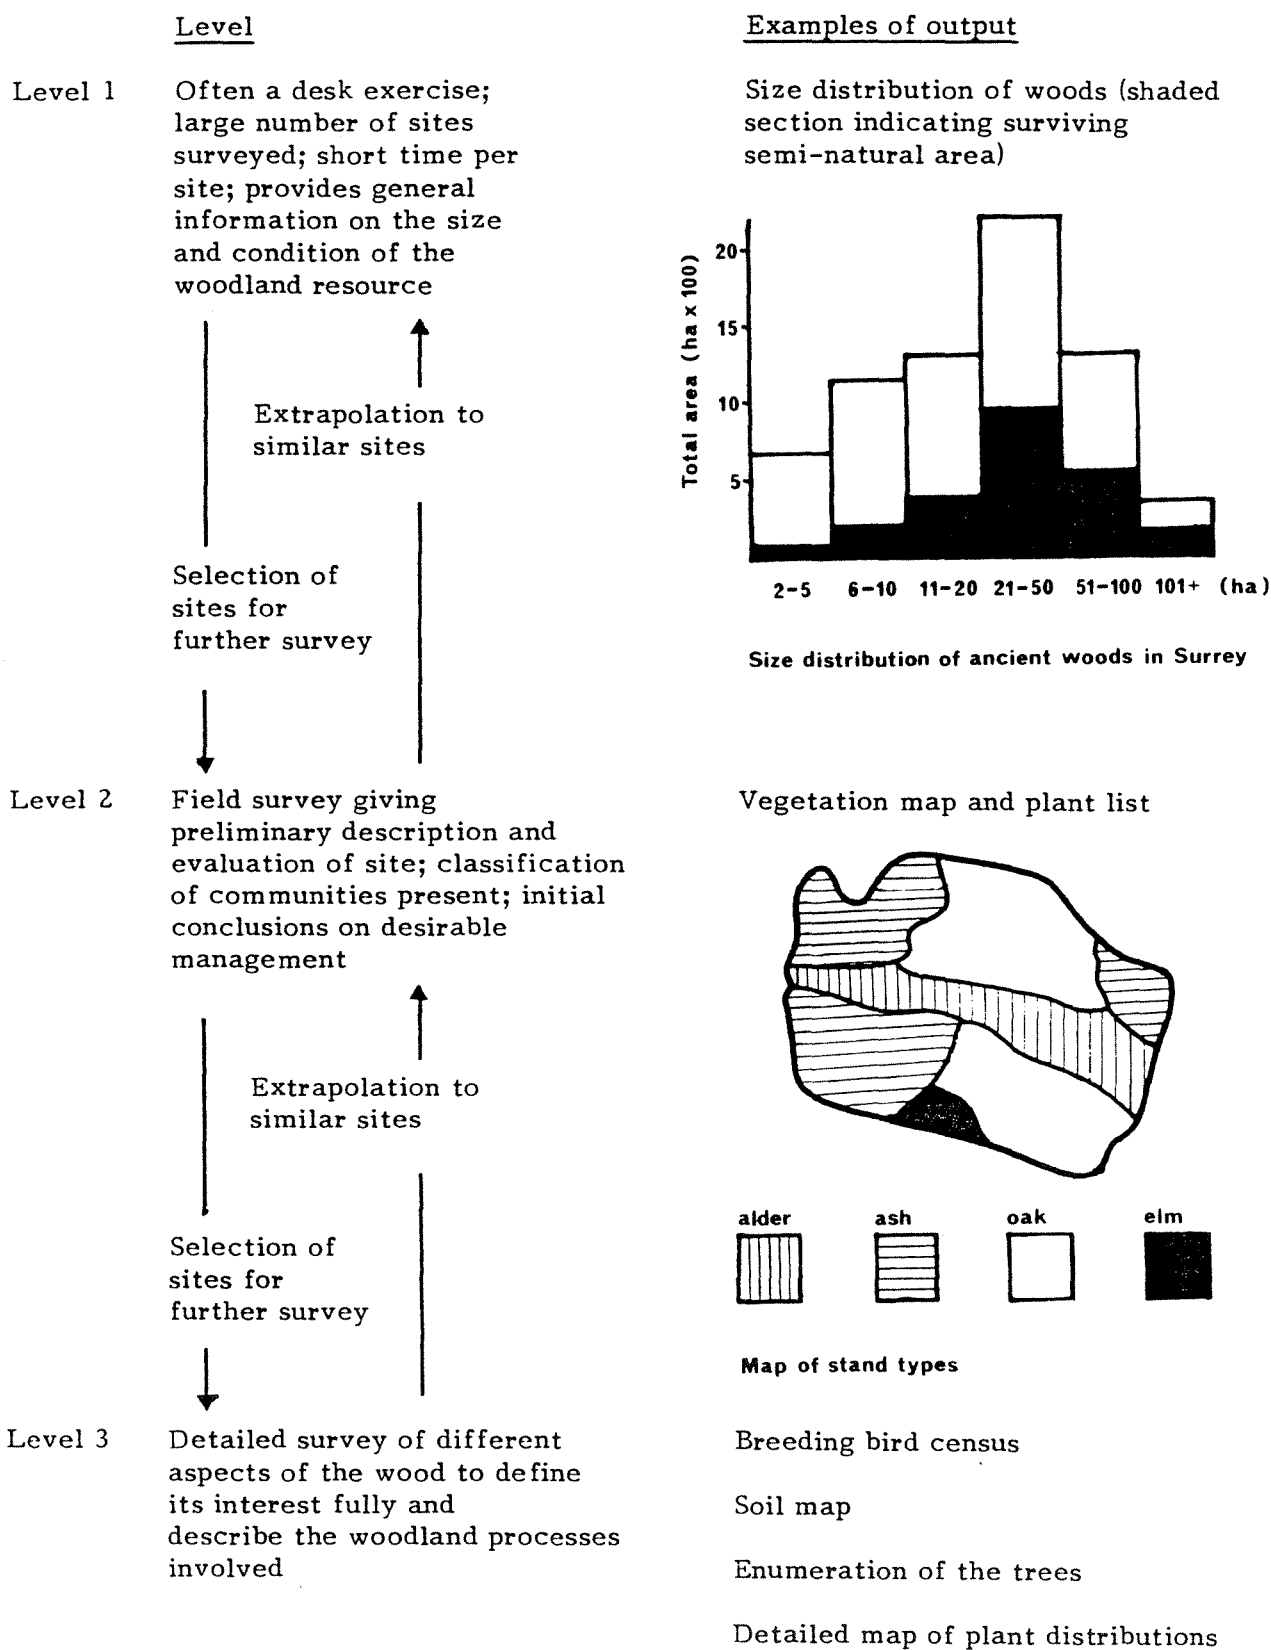 Level
Examples of output
Level 1
Often a desk exercise;
large number of sites
surveyed; short time per
site; provides general
information on the size
and condition of the
woodland resource
Size distribution of woods (shaded
section indicating surviving
semi-natural area)
Total area (ha x 100)
20
15
10
5
2-5 6-10 11-20 21-50 51-100 101+ (ha)
Size distribution of ancient woods in Surrey
Extrapolation to
similar sites
Selection of
sites for
further survey
Level 2
Field survey giving
preliminary description and
evaluation of site; classification
of communities present; initial
conclusions on desirable
management
Vegetation map and plant list
alder ash oak elm
Map of stand types
Extrapolation to
similar sites
Selection of
sites for
further survey
Level 3
Detailed survey of different
aspects of the wood to define
its interest fully and
describe the woodland processes
involved
Breeding bird census
Soil map
Enumeration of the trees
Detailed map of plant distributions